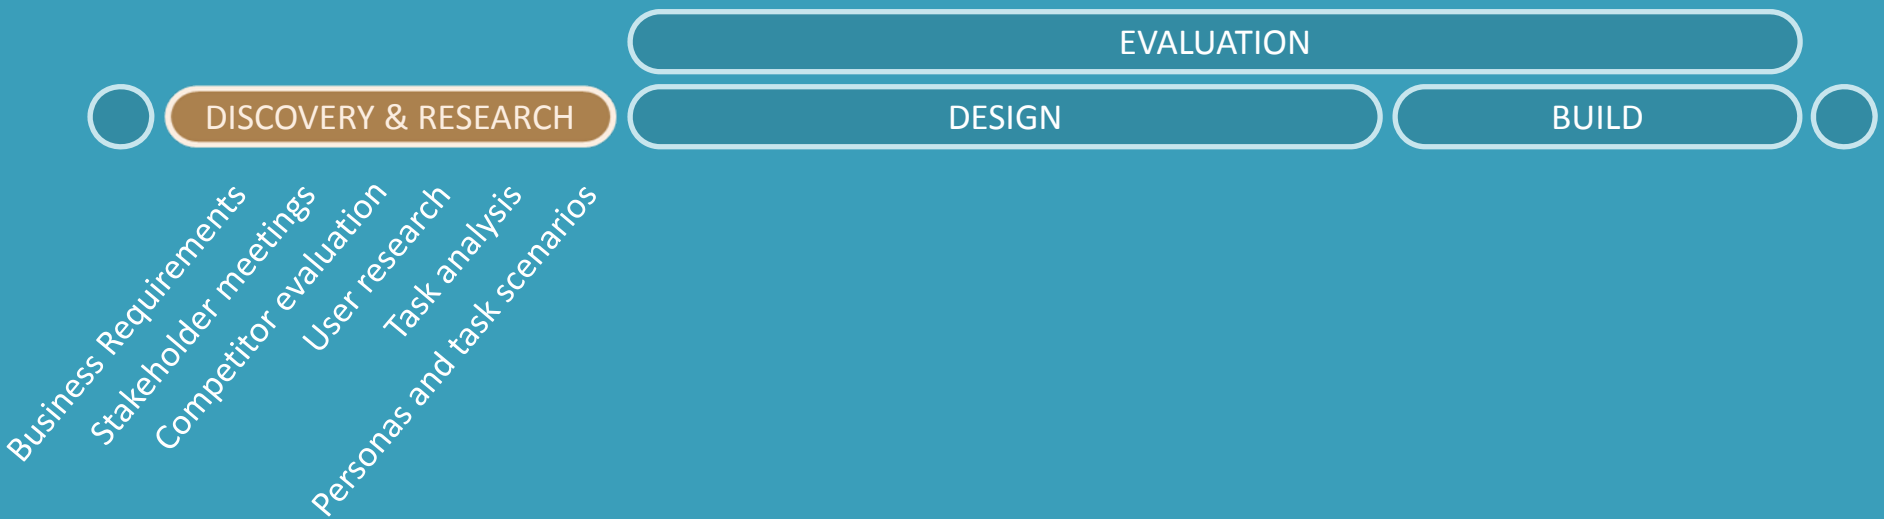 EVALUATION
DISCOVERY & RESEARCH
DESIGN
BUILD
Business Requirements
Stakeholder meetings
Competitor evaluation
User research
Task analysis
Personas and task scenarios